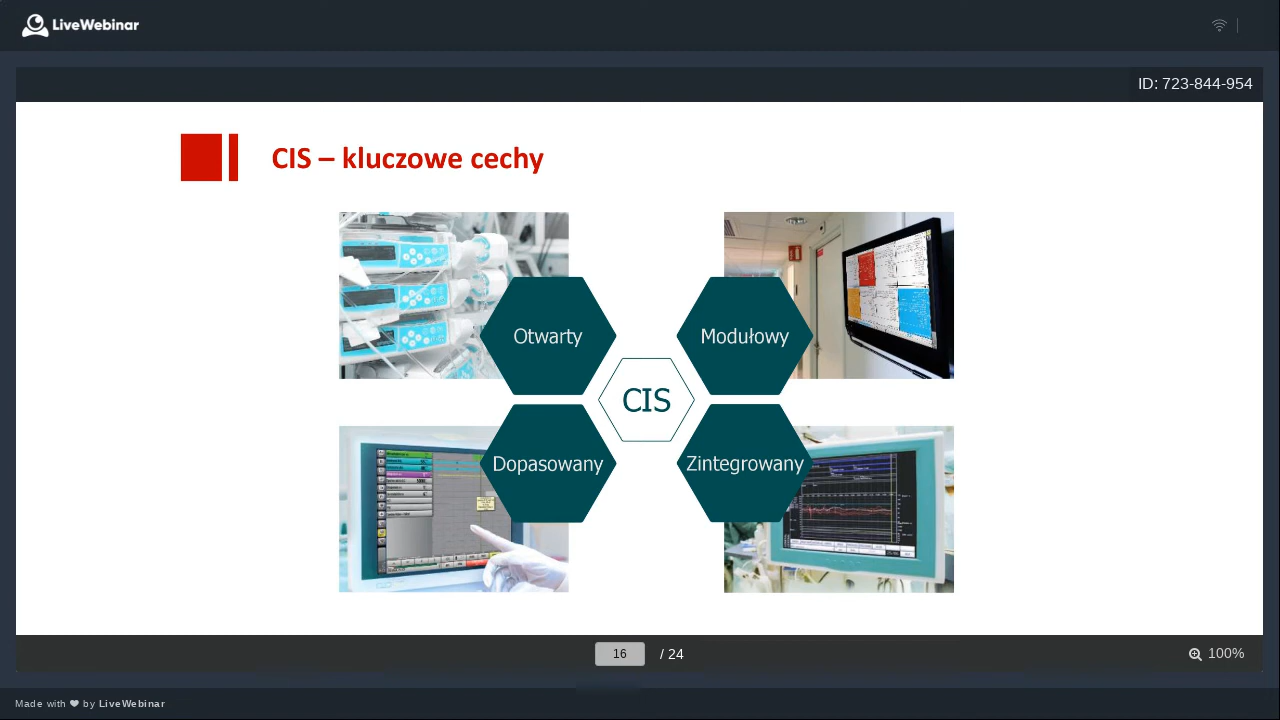 LiveWebinar
ID: 723-844-954
CIS – kluczowe cechy
Otwarty
Modułowy
CIS
Dopasowany
Zintegrowany
16 / 24
100%
Made with by LiveWebinar